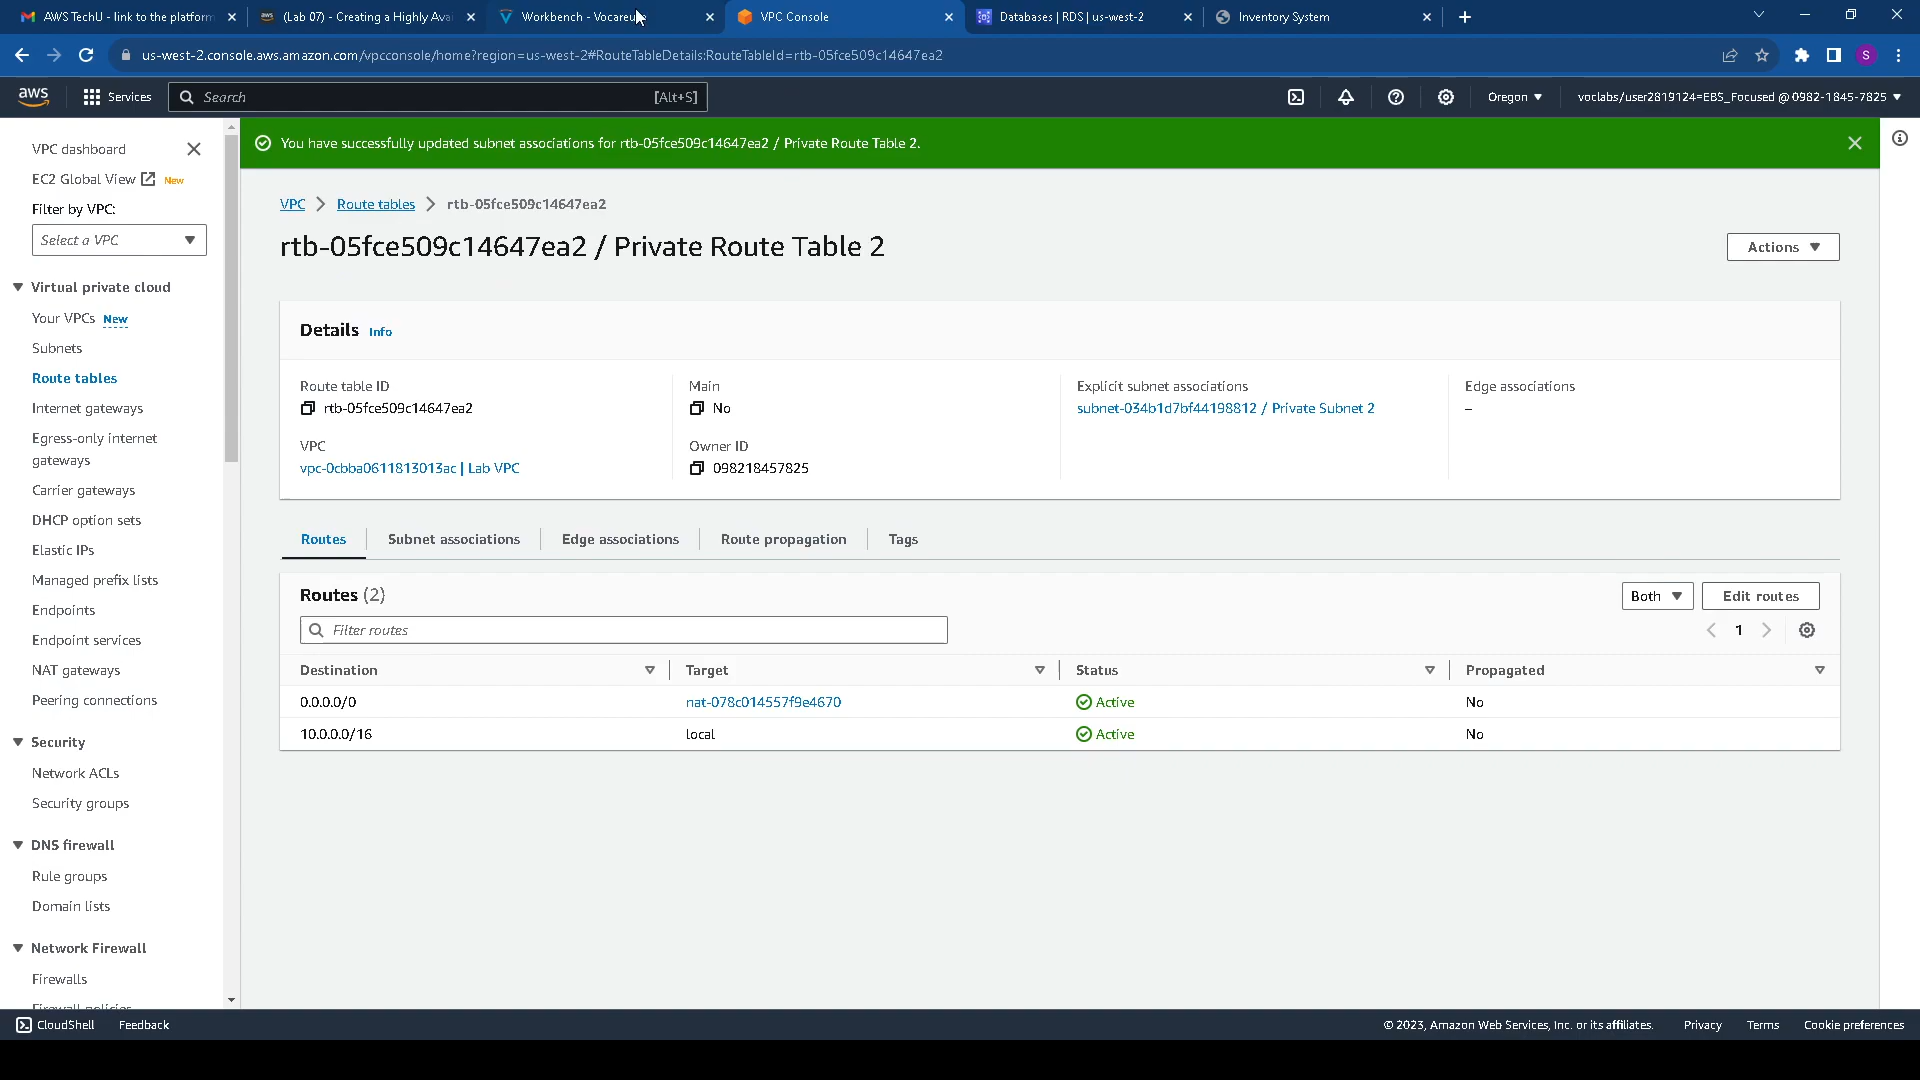 AWS TechU - link to the platform
(Lab 07) - Creating a Highly Ava
Workbench - Vocareu
VPC Console
Databases | RDS | us-west-2
Inventory System
us-west-2.console.aws.amazon.com/vpcconsole/home?region=us-west-2#RouteTableDetails:RouteTableId=rtb-05fce509c14647ea2
S
aws
Services
Search
[Alt+S]
Oregon
voclabs/user2819124=EBS_Focused @ 0982-1845-7825
VPC dashboard
EC2 Global View
New
Filter by VPC:
Select a VPC
Virtual private cloud
Your VPCs
New
Subnets
Route tables
Internet gateways
Egress-only internet
gateways
Carrier gateways
DHCP option sets
Elastic IPs
Managed prefix lists
Endpoints
Endpoint services
NAT gateways
Peering connections
Security
Network ACLs
Security groups
DNS firewall
Rule groups
Domain lists
Network Firewall
Firewalls
Firewall policies
You have successfully updated subnet associations for rtb-05fce509c14647ea2 / Private Route Table 2.
VPC
Route tables
rtb-05fce509c14647ea2
rtb-05fce509c14647ea2 / Private Route Table 2
Actions
Details
Info
Route table ID
rtb-05fce509c14647ea2
Main
No
Explicit subnet associations
subnet-034b1d7bf44198812 / Private Subnet 2
Edge associations
–
VPC
vpc-0cbba0611813013ac | Lab VPC
Owner ID
098218457825
Routes
Subnet associations
Edge associations
Route propagation
Tags
Routes (2)
Both
Edit routes
Filter routes
1
Destination
Target
Status
Propagated
0.0.0.0/0
nat-078c014557f9e4670
Active
No
10.0.0.0/16
local
Active
No
CloudShell
Feedback
© 2023, Amazon Web Services, Inc. or its affiliates.
Privacy
Terms
Cookie preferences